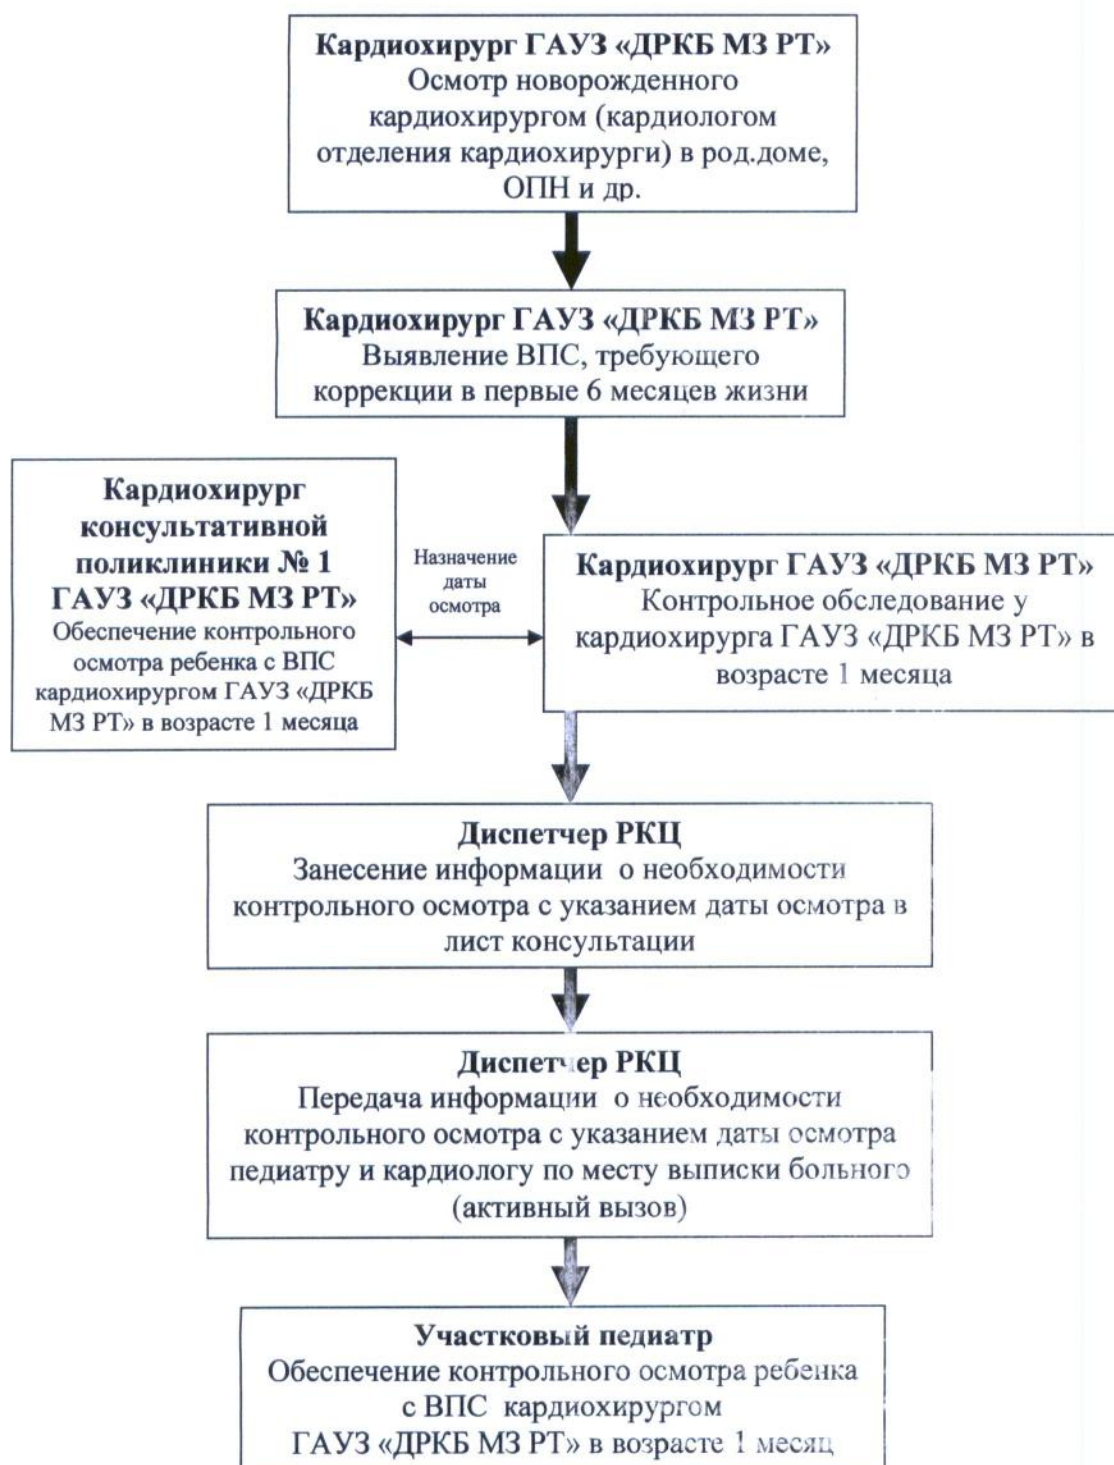 Кардиохирург ГАУЗ «ДРКБ МЗ РТ»
Осмотр новорожденного
кардиохирургом (кардиологом
отделения кардиохирурги) в род.доме,
ОПН и др.
Кардиохирург ГАУЗ «ДРКБ МЗ РТ»
Выявление ВПС, требующего
коррекции в первые 6 месяцев жизни
Кардиохирург
консультативной
поликлиники № 1
ГАУЗ «ДРКБ МЗ РТ»
Обеспечение контрольного
осмотра ребенка с ВПС
кардиохирургом ГАУЗ «ДРКБ
МЗ РТ» в возрасте 1 месяца
Назначение
даты
осмотра
Кардиохирург ГАУЗ «ДРКБ МЗ РТ»
Контрольное обследование у
кардиохирурга ГАУЗ «ДРКБ МЗ РТ» в
возрасте 1 месяца
Диспетчер РКЦ
Занесение информации о необходимости
контрольного осмотра с указанием даты осмотра в
лист консультации
Диспетчер РКЦ
Передача информации о необходимости
контрольного осмотра с указанием даты осмотра
педиатру и кардиологу по месту выписки больного
(активный вызов)
Участковый педиатр
Обеспечение контрольного осмотра ребенка
с ВПС кардиохирургом
ГАУЗ «ДРКБ МЗ РТ» в возрасте 1 месяц